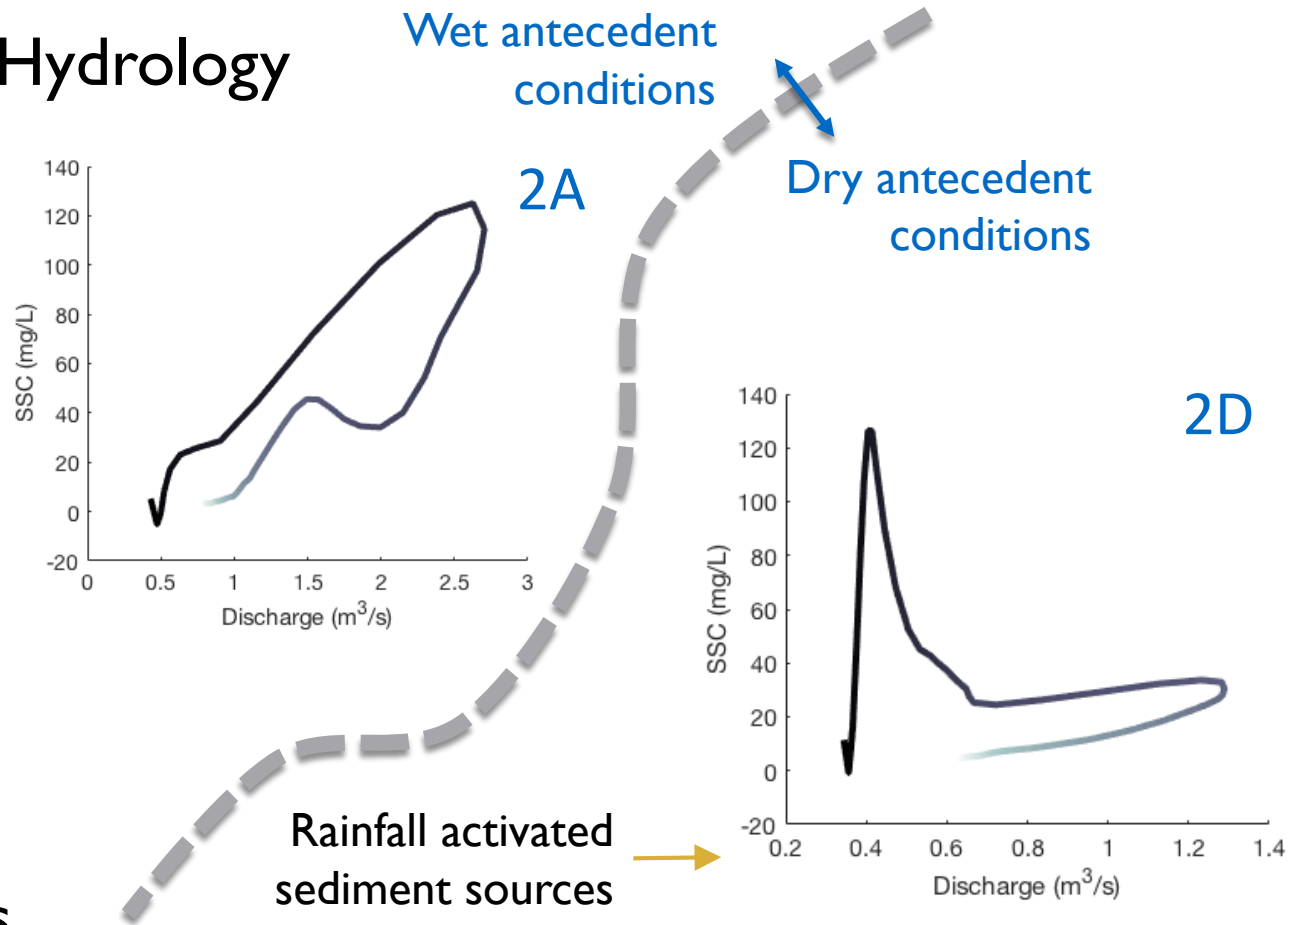 Hydrology
Wet antecedent
conditions
Dry antecedent
conditions
2A
140
120
100
80
60
40
20
0
-20
SSC (mg/L)
0 0.5 1 1.5 2 2.5 3
Discharge (m³/s)
2D
140
120
100
80
60
40
20
0
-20
SSC (mg/L)
0.2 0.4 0.6 0.8 1 1.2 1.4
Discharge (m³/s)
Rainfall activated
sediment sources
s